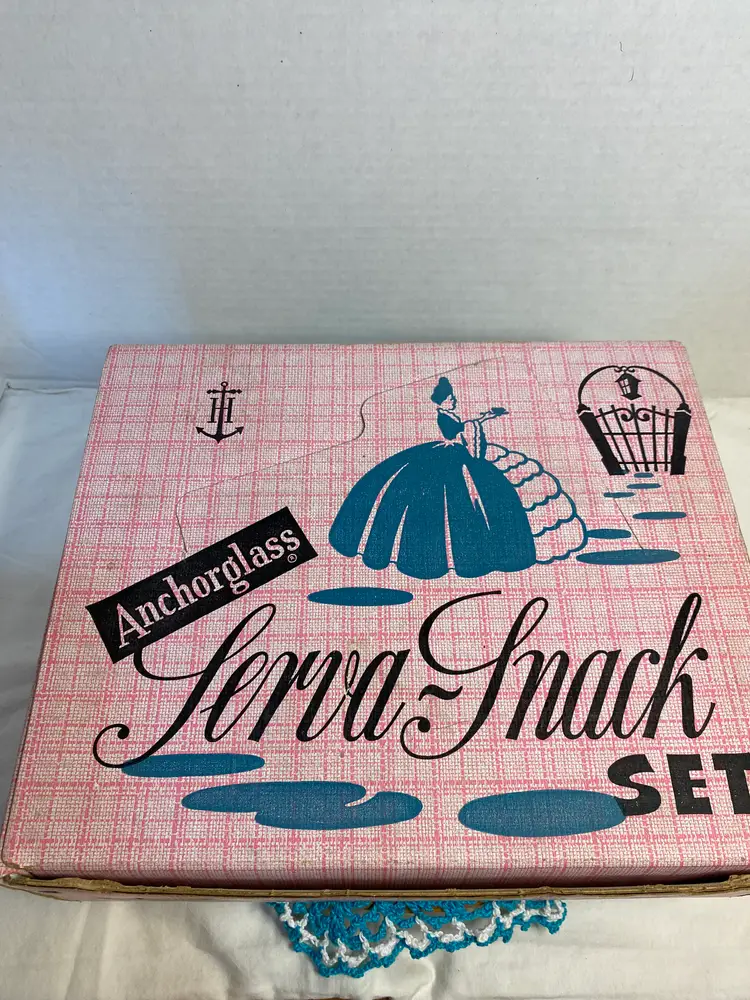 H
Anchorglass®
Serva~Snack
SET